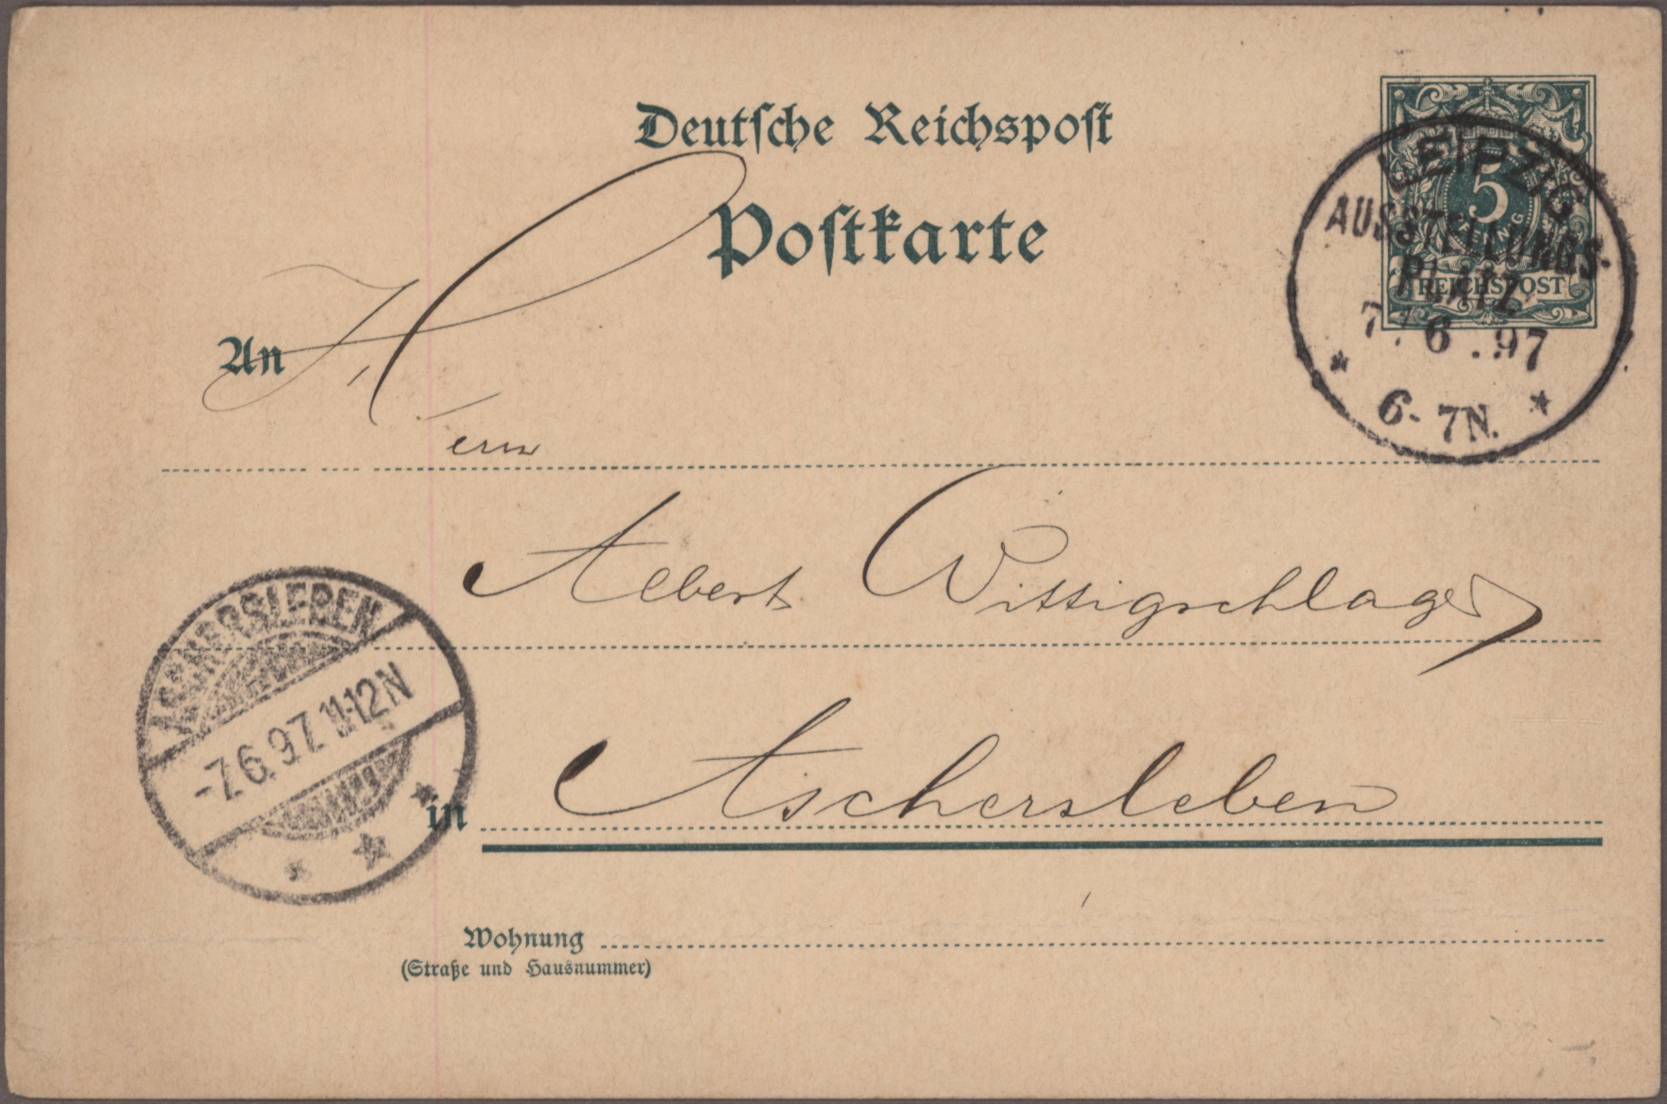 Deutsche Reichspost
Postkarte
5
PFENNIG
REICHSPOST
LEIPZIG
AUSSTELLUNGS-
PLATZ
7. 6. 97
6-7N.
An
Herrn
Albert Wittigschlager
ASCHERSLEBEN
-7.6.97.11-12N
in Aschersleben
Wohnung
(Straße und Hausnummer)